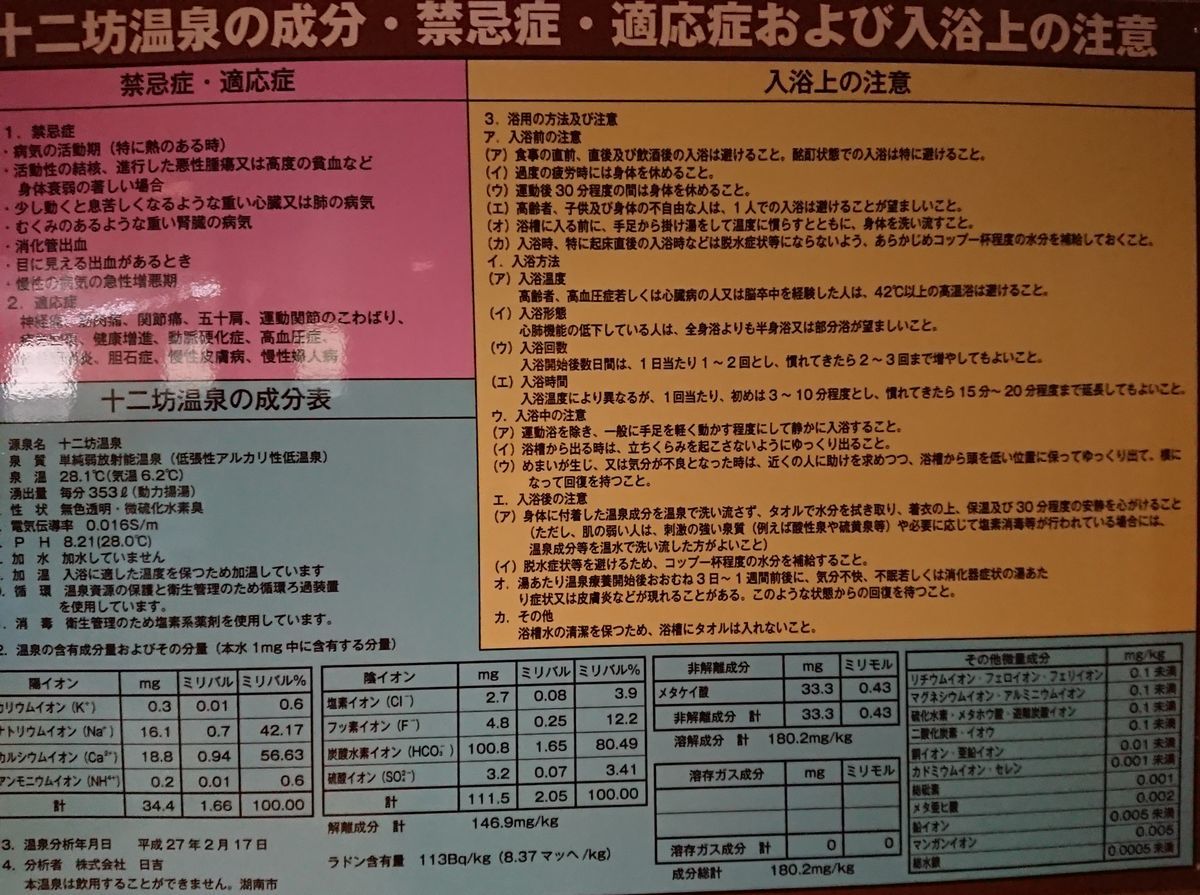 十二坊温泉の成分・禁忌症・適応症および入浴上の注意
禁忌症・適応症
1．禁忌症
・病気の活動期（特に熱のある時）
・活動性の結核、進行した悪性腫瘍又は高度の貧血など
身体衰弱の著しい場合
・少し動くと息苦しくなるような重い心臓又は肺の病気
・むくみのあるような重い腎臓の病気
・消化管出血
・目に見える出血があるとき
・慢性の病気の急性増悪期
2．適応症
神経痛、筋肉痛、関節痛、五十肩、運動関節のこわばり、
健康増進、動脈硬化症、高血圧症、
胆石症、慢性皮膚病、慢性婦人病
入浴上の注意
3．浴用の方法及び注意
ア．入浴前の注意
（ア）食事の直前、直後及び飲酒後の入浴は避けること。酩酊状態での入浴は特に避けること。
（イ）過度の疲労時には身体を休めること。
（ウ）運動後30分程度の間は身体を休めること。
（エ）高齢者、子供及び身体の不自由な人は、1人での入浴は避けることが望ましいこと。
（オ）浴槽に入る前に、手足から掛け湯をして温度に慣らすとともに、身体を洗い流すこと。
（カ）入浴時、特に起床直後の入浴時などは脱水症状等にならないよう、あらかじめコップ一杯程度の水分を補給しておくこと。
イ．入浴方法
（ア）入浴温度
高齢者、高血圧症若しくは心臓病の人又は脳卒中を経験した人は、42℃以上の高温浴は避けること。
（イ）入浴形態
心肺機能の低下している人は、全身浴よりも半身浴又は部分浴が望ましいこと。
（ウ）入浴回数
入浴開始後数日間は、1日当たり1～2回とし、慣れてきたら2～3回まで増やしてもよいこと。
（エ）入浴時間
入浴温度により異なるが、1回当たり、初めは3～10分程度とし、慣れてきたら15分～20分程度まで延長してもよいこと。
ウ．入浴中の注意
（ア）運動浴を除き、一般に手足を軽く動かす程度にして静かに入浴すること。
（イ）浴槽から出る時は、立ちくらみを起こさないようにゆっくり出ること。
（ウ）めまいが生じ、又は気分が不良となった時は、近くの人に助けを求めつつ、浴槽から頭を低い位置に保ってゆっくり出て、横に
なって回復を待つこと。
エ．入浴後の注意
（ア）身体に付着した温泉成分を温泉で洗い流さず、タオルで水分を拭き取り、着衣の上、保温及び30分程度の安静を心がけること
（ただし、肌の弱い人は、刺激の強い泉質（例えば酸性泉や硫黄泉等）や必要に応じて塩素消毒等が行われている場合には、
温泉成分等を温水で洗い流した方がよいこと）
（イ）脱水症状等を避けるため、コップ一杯程度の水分を補給すること。
オ．湯あたり温泉療養開始後おおむね3日～1週間前後に、気分不快、不眠若しくは消化器症状の湯あた
り症状又は皮膚炎などが現れることがある。このような状態からの回復を待つこと。
カ．その他
浴槽水の清潔を保つため、浴槽にタオルは入れないこと。
十二坊温泉の成分表
源泉名 十二坊温泉
泉 質 単純弱放射能温泉（低張性アルカリ性低温泉）
泉 温 28.1℃(気温6.2℃)
湧出量 毎分353ℓ(動力揚湯)
性 状 無色透明・微硫化水素臭
電気伝導率 0.016S/m
P H 8.21(28.0℃)
加 水 加水していません
加 温 入浴に適した温度を保つため加温しています
循 環 温泉資源の保護と衛生管理のため循環ろ過装置
を使用しています。
消 毒 衛生管理のため塩素系薬剤を使用しています。
2．温泉の含有成分量およびその分量（本水1mg中に含有する分量）
陽イオン mg ミリバル ミリバル%
カリウムイオン（K⁺） 0.3 0.01 0.6
ナトリウムイオン（Na⁺） 16.1 0.7 42.17
カルシウムイオン（Ca²⁺） 18.8 0.94 56.63
アンモニウムイオン（NH⁴⁺） 0.2 0.01 0.6
計 34.4 1.66 100.00
3．温泉分析年月日 平成27年2月17日
4．分析者 株式会社 日吉
本温泉は飲用することができません。湖南市
陰イオン mg ミリバル ミリバル%
塩素イオン（Cl⁻） 2.7 0.08 3.9
フッ素イオン（F⁻） 4.8 0.25 12.2
炭酸水素イオン（HCO₃⁻） 100.8 1.65 80.49
硫酸イオン（SO₄²⁻） 3.2 0.07 3.41
計 111.5 2.05 100.00
解離成分 計 146.9mg/kg
ラドン含有量 113Bq/kg（8.37マッヘ/kg）
非解離成分 mg ミリモル
メタケイ酸 33.3 0.43
非解離成分 計 33.3 0.43
溶解成分 計 180.2mg/kg
溶存ガス成分 mg ミリモル
溶存ガス成分 計 0 0
成分総計 180.2mg/kg
その他微量成分 mg/kg
リチウムイオン・フェロイオン・フェリイオン 0.1未満
マグネシウムイオン・アルミニウムイオン 0.1未満
硫化水素・メタホウ酸・遊離炭酸イオン 0.1未満
二酸化炭素・イオウ 0.1未満
銅イオン・亜鉛イオン 0.01未満
カドミウムイオン・セレン 0.001未満
総砒素 0.001
メタ亜ヒ酸 0.002
鉛イオン 0.005未満
マンガンイオン 0.005
総水銀 0.0005未満